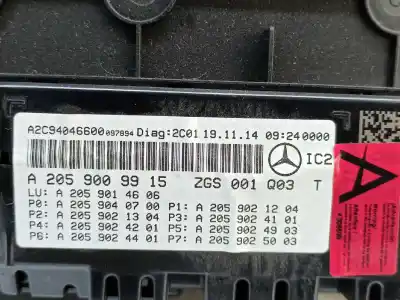 A2C94046600 097894 Diag:2C01 19.11.14 09:240000
IC2
A 205 900 99 15 ZGS 001 Q03 T
LU: A 205 901 46 06
P0: A 205 904 07 00 P1: A 205 902 12 04
P2: A 205 902 13 04 P3: A 205 902 41 01
P4: A 205 902 42 01 P5: A 205 902 49 03
P6: A 205 902 44 01 P7: A 205 902 50 03
A